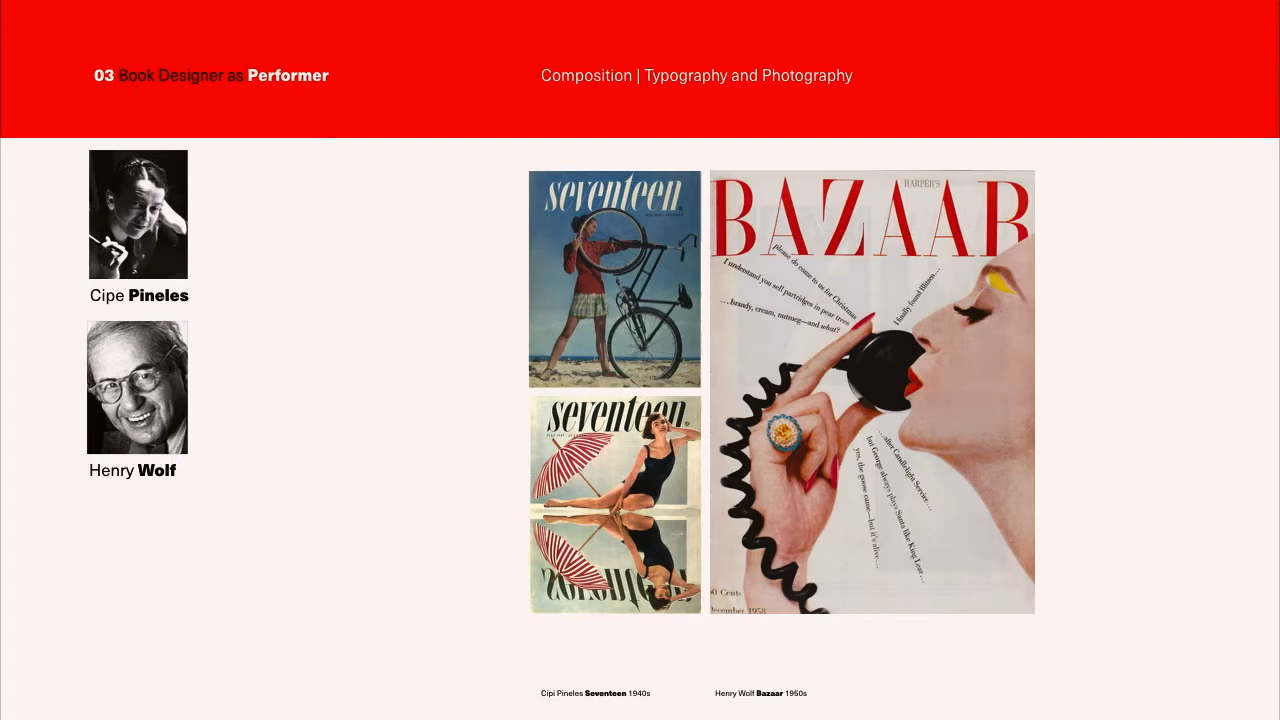 03 Book Designer as Performer
Composition | Typography and Photography
Cipe Pineles
Henry Wolf
seventeen
seventeen
HARPER'S
BAZAAR
please do come to us for Christmas
I understand you sell partridges in pear trees
...brandy, cream, nutmeg—and what?
I finally found Blitzen...
...after Candlelight Service...
but George always plays Santa like King Lear...
yes, the goose came—but it's alive...
50 Cents
December 1958
Cipi Pineles Seventeen 1940s
Henry Wolf Bazaar 1950s